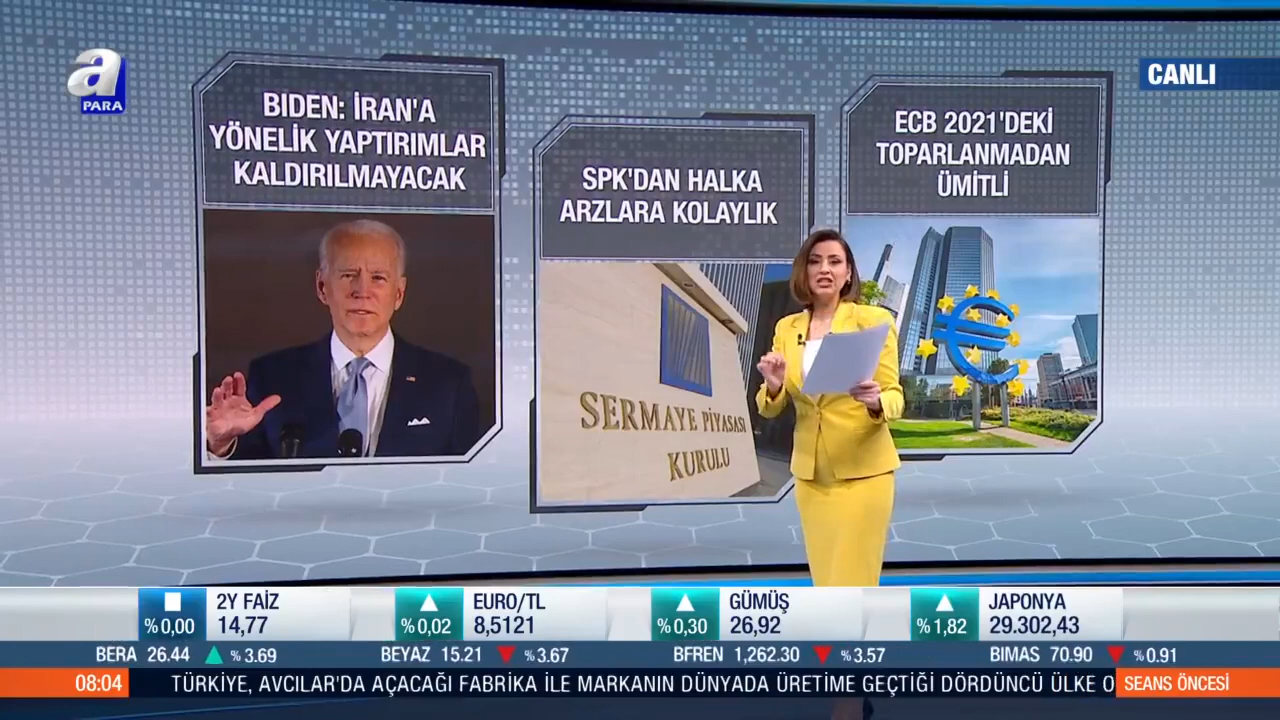 a
PARA
CANLI
BIDEN: İRAN'A
YÖNELİK YAPTIRIMLAR
KALDIRILMAYACAK
SPK'DAN HALKA
ARZLARA KOLAYLIK
ECB 2021'DEKİ
TOPARLANMADAN
ÜMİTLİ
SERMAYE PİYASASI
KURULU
%0,00
2Y FAİZ
14,77
%0,02
EURO/TL
8,5121
%0,30
GÜMÜŞ
26,92
%1,82
JAPONYA
29.302,43
BERA 26.44 %3.69 BEYAZ 15.21 %3.67 BFREN 1,262.30 %3.57 BIMAS 70.90 %0.91
08:04 TÜRKİYE, AVCILAR'DA AÇACAĞI FABRİKA İLE MARKANIN DÜNYADA ÜRETİME GEÇTİĞİ DÖRDÜNCÜ ÜLKE O SEANS ÖNCESİ